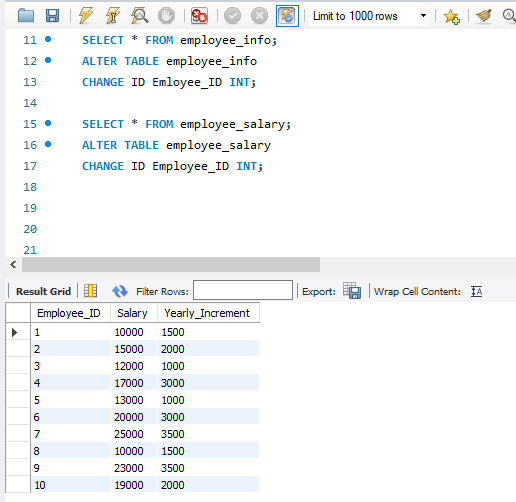 Limit to 1000 rows
11 SELECT * FROM employee_info;
12 ALTER TABLE employee_info
13 CHANGE ID Emloyee_ID INT;
14
15 SELECT * FROM employee_salary;
16 ALTER TABLE employee_salary
17 CHANGE ID Employee_ID INT;
18
19
20
21
Result Grid Filter Rows: Export: Wrap Cell Content: IA
Employee_ID Salary Yearly_Increment
1 10000 1500
2 15000 2000
3 12000 1000
4 17000 3000
5 13000 1000
6 20000 3000
7 25000 3500
8 10000 1500
9 23000 3500
10 19000 2000